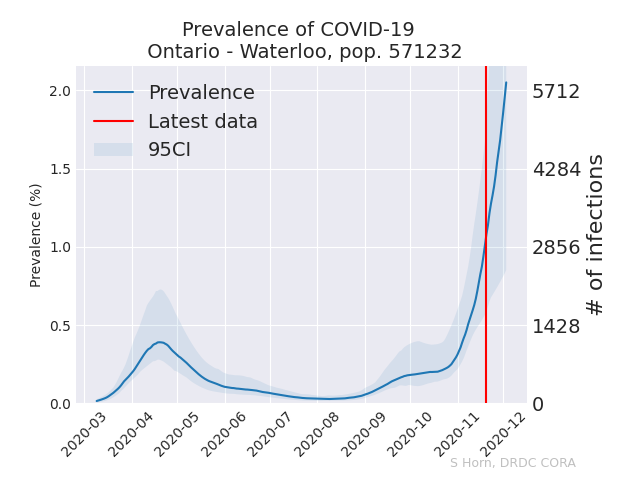 Prevalence of COVID-19
Ontario - Waterloo, pop. 571232
Prevalence
Latest data
95CI
Prevalence (%)
2.0
1.5
1.0
0.5
0.0
5712
4284
2856
1428
0
# of infections
2020-03
2020-04
2020-05
2020-06
2020-07
2020-08
2020-09
2020-10
2020-11
2020-12
S Horn, DRDC CORA